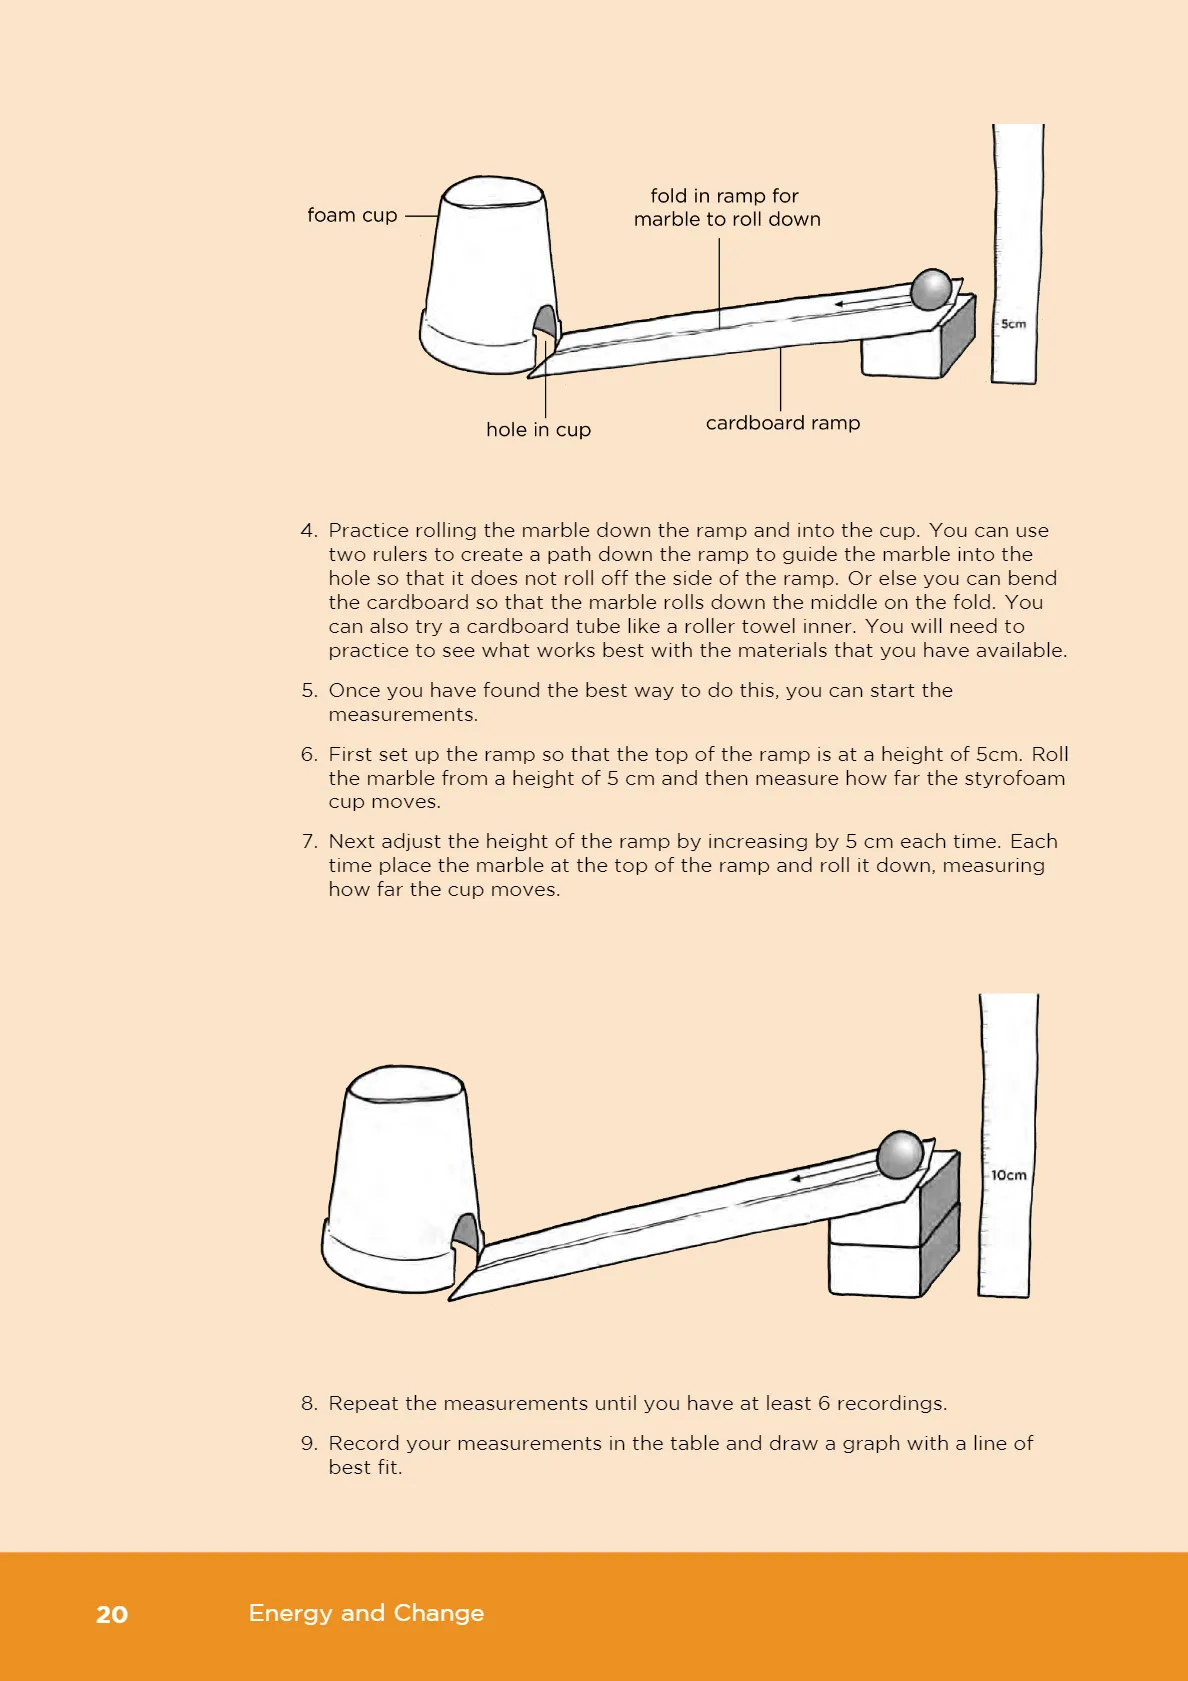 foam cup
fold in ramp for
marble to roll down
5cm
hole in cup
cardboard ramp
4. Practice rolling the marble down the ramp and into the cup. You can use
two rulers to create a path down the ramp to guide the marble into the
hole so that it does not roll off the side of the ramp. Or else you can bend
the cardboard so that the marble rolls down the middle on the fold. You
can also try a cardboard tube like a roller towel inner. You will need to
practice to see what works best with the materials that you have available.
5. Once you have found the best way to do this, you can start the
measurements.
6. First set up the ramp so that the top of the ramp is at a height of 5cm. Roll
the marble from a height of 5 cm and then measure how far the styrofoam
cup moves.
7. Next adjust the height of the ramp by increasing by 5 cm each time. Each
time place the marble at the top of the ramp and roll it down, measuring
how far the cup moves.
10cm
8. Repeat the measurements until you have at least 6 recordings.
9. Record your measurements in the table and draw a graph with a line of
best fit.
20 Energy and Change